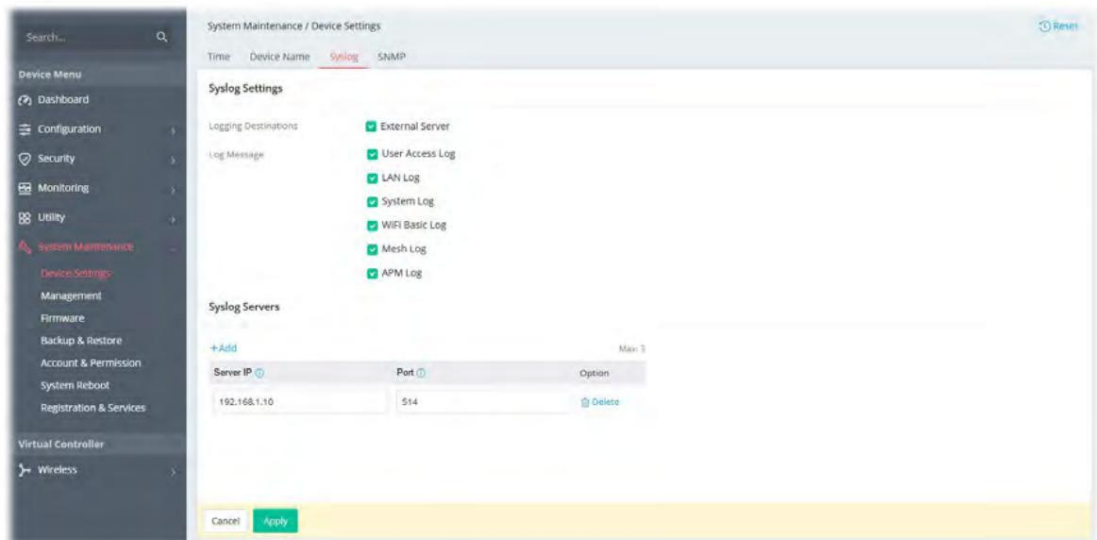 Search...
System Maintenance / Device Settings
Reset
Time Device Name Syslog SNMP
Device Menu
Dashboard
Configuration
Security
Monitoring
Utility
System Maintenance
Device Settings
Management
Firmware
Backup & Restore
Account & Permission
System Reboot
Registration & Services
Virtual Controller
Wireless
Syslog Settings
Logging Destinations
External Server
Log Message
User Access Log
LAN Log
System Log
WiFi Basic Log
Mesh Log
APM Log
Syslog Servers
+Add
Max: 3
Server IP Port Option
192.168.1.10 514 Delete
Cancel Apply